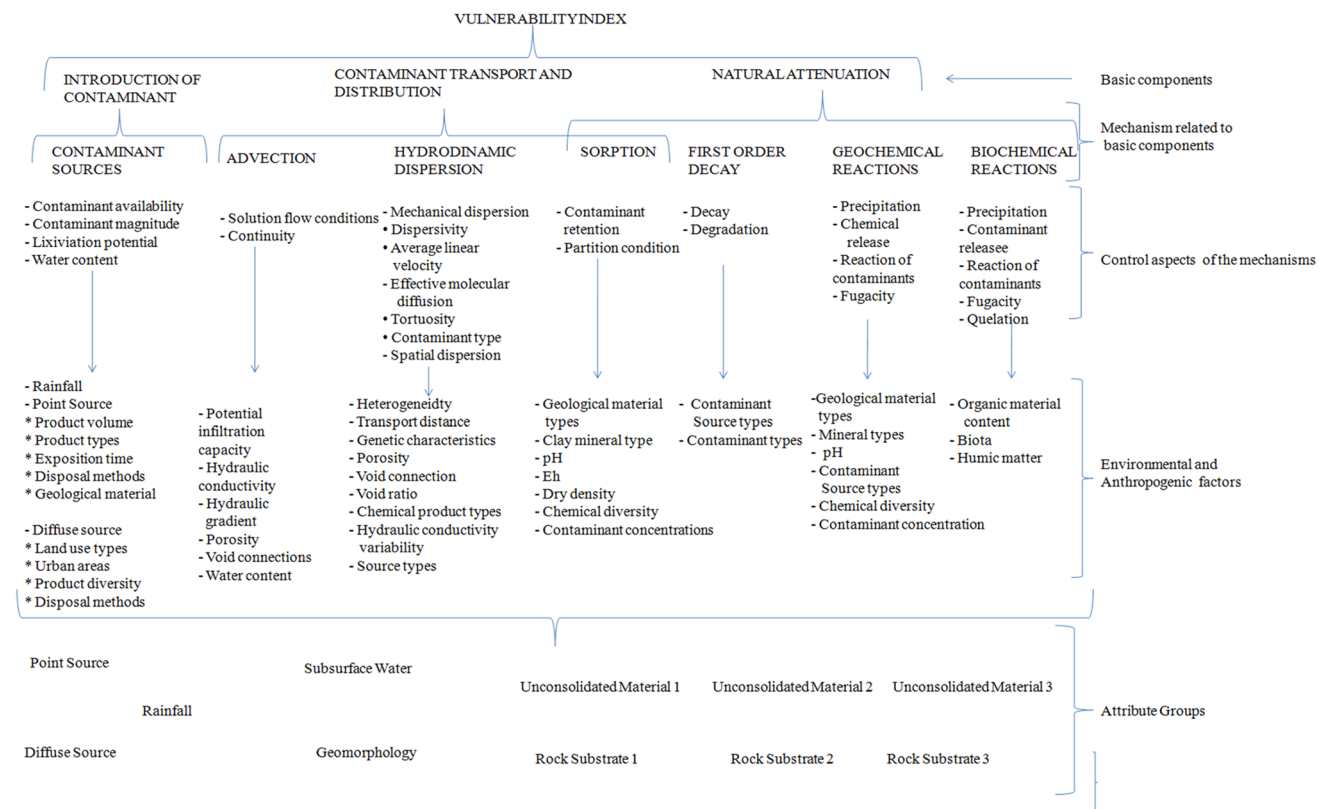 VULNERABILITY INDEX
INTRODUCTION OF
CONTAMINANT
CONTAMINANT TRANSPORT AND
DISTRIBUTION
NATURAL ATTENUATION
Basic components
CONTAMINANT
SOURCES
ADVECTION
HYDRODINAMIC
DISPERSION
SORPTION
FIRST ORDER
DECAY
GEOCHEMICAL
REACTIONS
BIOCHEMICAL
REACTIONS
Mechanism related to
basic components
- Contaminant availability
- Contaminant magnitude
- Lixiviation potential
- Water content
- Solution flow conditions
- Continuity
- Mechanical dispersion
• Dispersivity
• Average linear
velocity
- Effective molecular
diffusion
• Tortuosity
• Contaminant type
- Spatial dispersion
- Contaminant
retention
- Partition condition
- Decay
- Degradation
- Precipitation
- Chemical
release
- Reaction of
contaminants
- Fugacity
- Precipitation
- Contaminant
releasee
- Reaction of
contaminants
- Fugacity
- Quelation
Control aspects of the mechanisms
- Rainfall
- Point Source
* Product volume
* Product types
* Exposition time
* Disposal methods
* Geological material
- Diffuse source
* Land use types
* Urban areas
* Product diversity
* Disposal methods
- Potential
infiltration
capacity
- Hydraulic
conductivity
- Hydraulic
gradient
- Porosity
- Void connections
- Water content
- Heterogeneidty
- Transport distance
- Genetic characteristics
- Porosity
- Void connection
- Void ratio
- Chemical product types
- Hydraulic conductivity
variability
- Source types
- Geological material
types
- Clay mineral type
- pH
- Eh
- Dry density
- Chemical diversity
- Contaminant concentrations
- Contaminant
Source types
- Contaminant types
-Geological material
types
- Mineral types
- pH
- Contaminant
Source types
- Chemical diversity
- Contaminant concentration
- Organic material
content
- Biota
- Humic matter
Environmental and
Anthropogenic factors
Point Source
Subsurface Water
Unconsolidated Material 1
Unconsolidated Material 2
Unconsolidated Material 3
Rainfall
Attribute Groups
Diffuse Source
Geomorphology
Rock Substrate 1
Rock Substrate 2
Rock Substrate 3